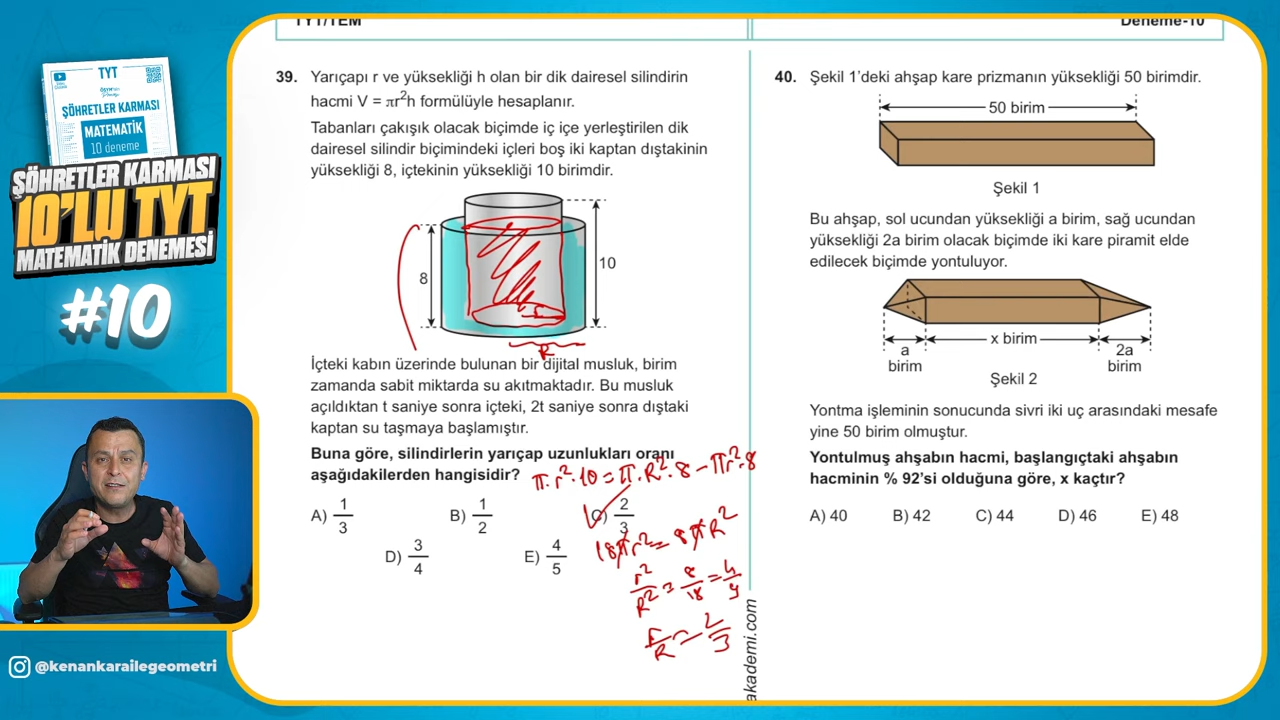 TYT/TEM
Deneme-10
TYT
ŞÖHRETLER KARMASI
MATEMATİK
10 deneme
ŞÖHRETLER KARMASI
10'LU TYT
MATEMATİK DENEMESİ
#10
@kenankarailegeometri
39. Yarıçapı r ve yüksekliği h olan bir dik dairesel silindirin
hacmi V = πr²h formülüyle hesaplanır.
Tabanları çakışık olacak biçimde iç içe yerleştirilen dik
dairesel silindir biçimindeki içleri boş iki kaptan dıştakinin
yüksekliği 8, içtekinin yüksekliği 10 birimdir.
8
10
r
R
İçteki kabın üzerinde bulunan bir dijital musluk, birim
zamanda sabit miktarda su akıtmaktadır. Bu musluk
açıldıktan t saniye sonra içteki, 2t saniye sonra dıştaki
kaptan su taşmaya başlamıştır.
Buna göre, silindirlerin yarıçap uzunlukları oranı
aşağıdakilerden hangisidir?
π.r².10 = π.R².8 - πr².8
A) 1/3 B) 1/2 C) 2/3
D) 3/4 E) 4/5
18πr² = 8πR²
r²/R² = 8/18 = 4/9
r/R = 2/3
akademi.com
40. Şekil 1'deki ahşap kare prizmanın yüksekliği 50 birimdir.
50 birim
Şekil 1
Bu ahşap, sol ucundan yüksekliği a birim, sağ ucundan
yüksekliği 2a birim olacak biçimde iki kare piramit elde
edilecek biçimde yontuluyor.
a birim
x birim
2a birim
Şekil 2
Yontma işleminin sonucunda sivri iki uç arasındaki mesafe
yine 50 birim olmuştur.
Yontulmuş ahşabın hacmi, başlangıçtaki ahşabın
hacminin % 92'si olduğuna göre, x kaçtır?
A) 40 B) 42 C) 44 D) 46 E) 48